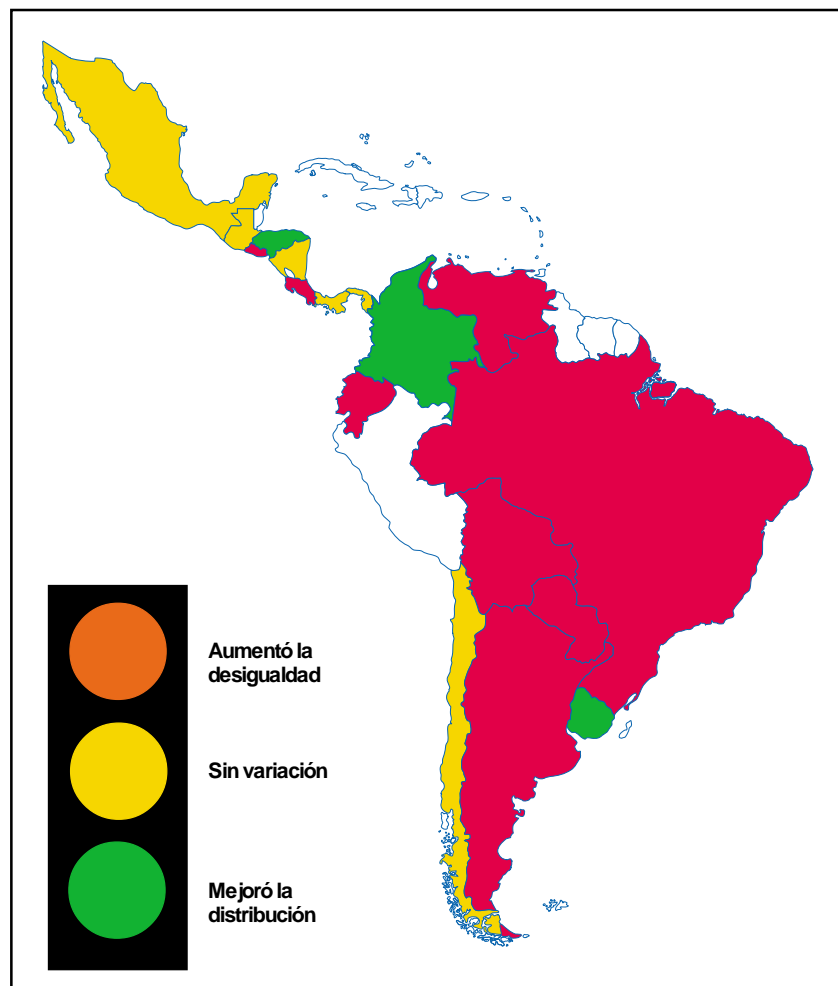 Aumentó la
desigualdad
Sin variación
Mejoró la
distribución